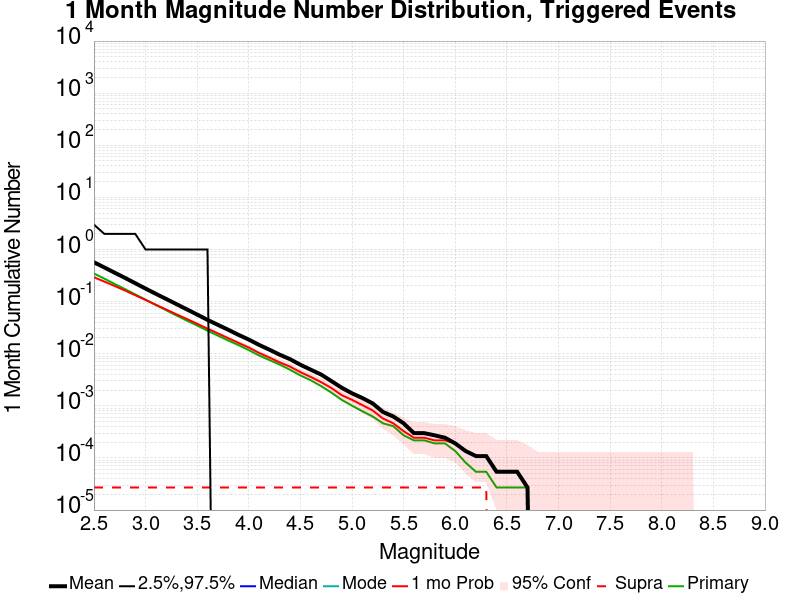 1 Month Magnitude Number Distribution, Triggered Events
1 Month Cumulative Number
10 4
10 3
10 2
10 1
10 0
10 -1
10 -2
10 -3
10 -4
10 -5
2.5 3.0 3.5 4.0 4.5 5.0 5.5 6.0 6.5 7.0 7.5 8.0 8.5 9.0
Magnitude
Mean 2.5%,97.5% Median Mode 1 mo Prob 95% Conf Supra Primary